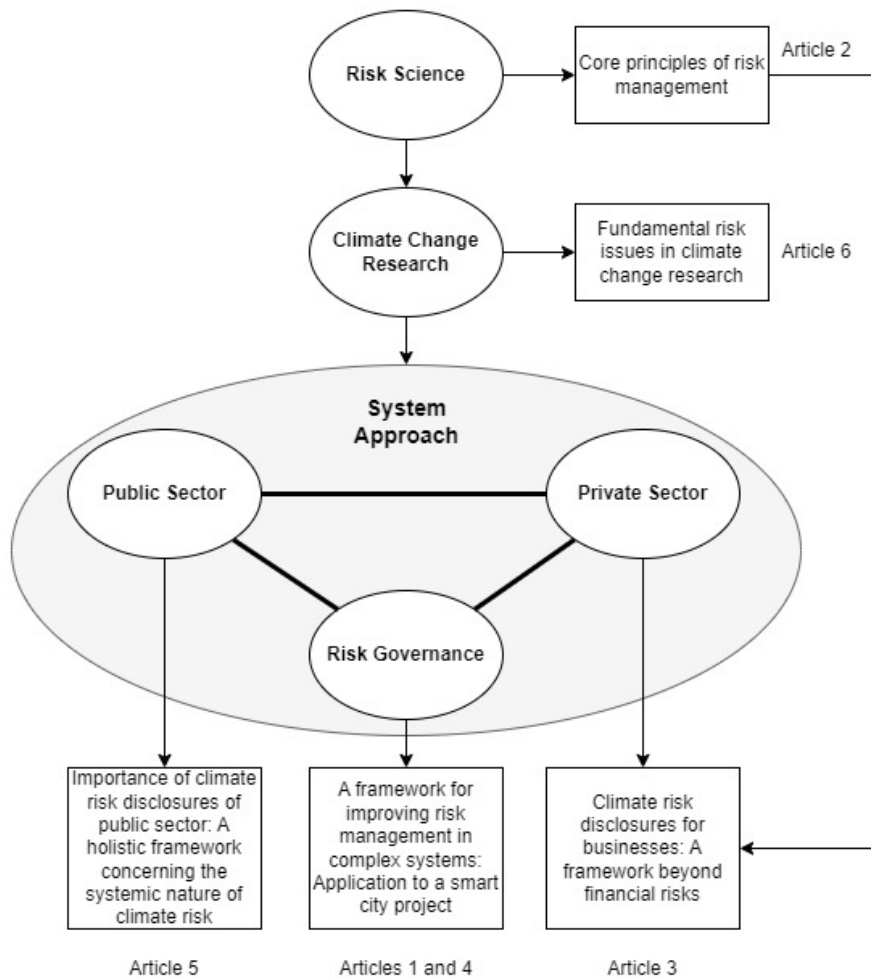 Risk Science
Core principles of risk
management
Article 2
Climate Change
Research
Fundamental risk
issues in climate
change research
Article 6
System
Approach
Public Sector
Private Sector
Risk Governance
Importance of climate
risk disclosures of
public sector: A
holistic framework
concerning the
systemic nature of
climate risk
A framework for
improving risk
management in
complex systems:
Application to a smart
city project
Climate risk
disclosures for
businesses: A
framework beyond
financial risks
Article 5
Articles 1 and 4
Article 3